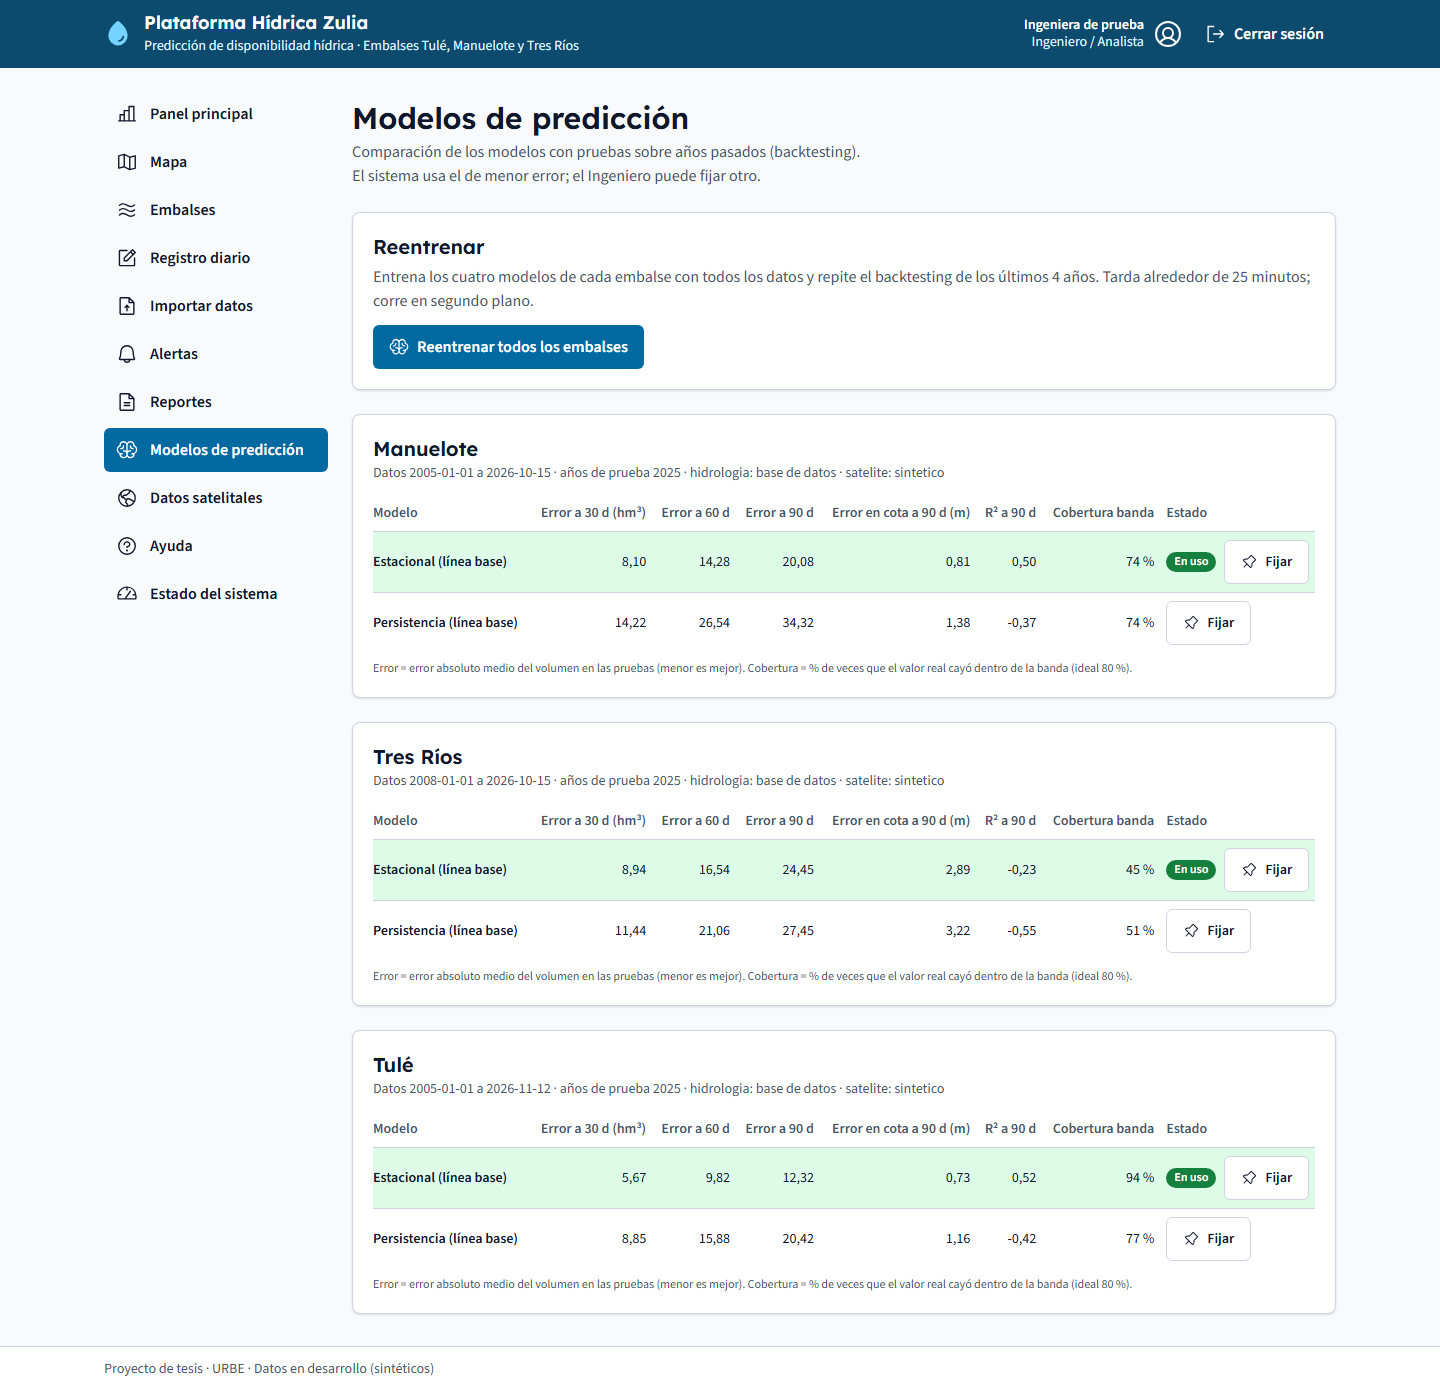 Plataforma Hídrica Zulia
Predicción de disponibilidad hídrica · Embalses Tulé, Manuelote y Tres Ríos
Ingeniera de prueba
Ingeniero / Analista
Cerrar sesión
Panel principal
Mapa
Embalses
Registro diario
Importar datos
Alertas
Reportes
Modelos de predicción
Datos satelitales
Ayuda
Estado del sistema
Modelos de predicción
Comparación de los modelos con pruebas sobre años pasados (backtesting).
El sistema usa el de menor error; el Ingeniero puede fijar otro.
Reentrenar
Entrena los cuatro modelos de cada embalse con todos los datos y repite el backtesting de los últimos 4 años. Tarda alrededor de 25 minutos;
corre en segundo plano.
Reentrenar todos los embalses
Manuelote
Datos 2005-01-01 a 2026-10-15 · años de prueba 2025 · hidrologia: base de datos · satelite: sintetico
Modelo Error a 30 d (hm³) Error a 60 d Error a 90 d Error en cota a 90 d (m) R² a 90 d Cobertura banda Estado
Estacional (línea base) 8,10 14,28 20,08 0,81 0,50 74 % En uso Fijar
Persistencia (línea base) 14,22 26,54 34,32 1,38 -0,37 74 % Fijar
Error = error absoluto medio del volumen en las pruebas (menor es mejor). Cobertura = % de veces que el valor real cayó dentro de la banda (ideal 80 %).
Tres Ríos
Datos 2008-01-01 a 2026-10-15 · años de prueba 2025 · hidrologia: base de datos · satelite: sintetico
Modelo Error a 30 d (hm³) Error a 60 d Error a 90 d Error en cota a 90 d (m) R² a 90 d Cobertura banda Estado
Estacional (línea base) 8,94 16,54 24,45 2,89 -0,23 45 % En uso Fijar
Persistencia (línea base) 11,44 21,06 27,45 3,22 -0,55 51 % Fijar
Error = error absoluto medio del volumen en las pruebas (menor es mejor). Cobertura = % de veces que el valor real cayó dentro de la banda (ideal 80 %).
Tulé
Datos 2005-01-01 a 2026-11-12 · años de prueba 2025 · hidrologia: base de datos · satelite: sintetico
Modelo Error a 30 d (hm³) Error a 60 d Error a 90 d Error en cota a 90 d (m) R² a 90 d Cobertura banda Estado
Estacional (línea base) 5,67 9,82 12,32 0,73 0,52 94 % En uso Fijar
Persistencia (línea base) 8,85 15,88 20,42 1,16 -0,42 77 % Fijar
Error = error absoluto medio del volumen en las pruebas (menor es mejor). Cobertura = % de veces que el valor real cayó dentro de la banda (ideal 80 %).
Proyecto de tesis · URBE · Datos en desarrollo (sintéticos)